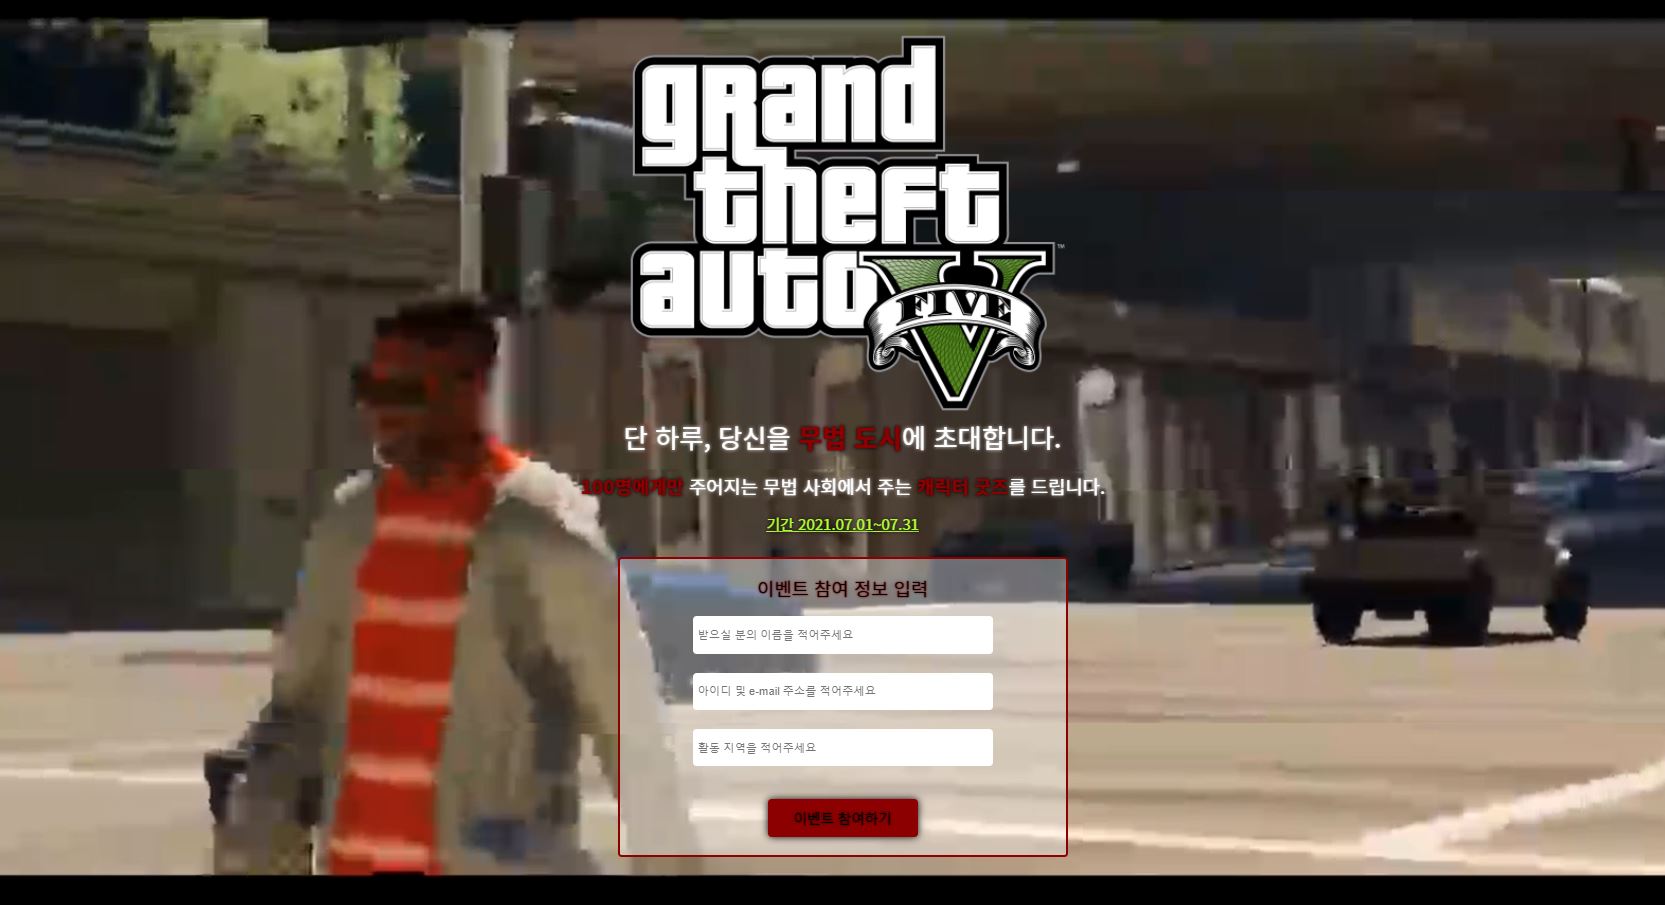 grand
theft
auto
FIVE
™
단 하루, 당신을 무법 도시에 초대합니다.
100명에게만 주어지는 무법 사회에서 주는 캐릭터 굿즈를 드립니다.
기간 2021.07.01~07.31
이벤트 참여 정보 입력
받으실 분의 이름을 적어주세요
아이디 및 e-mail 주소를 적어주세요
활동 지역을 적어주세요
이벤트 참여하기